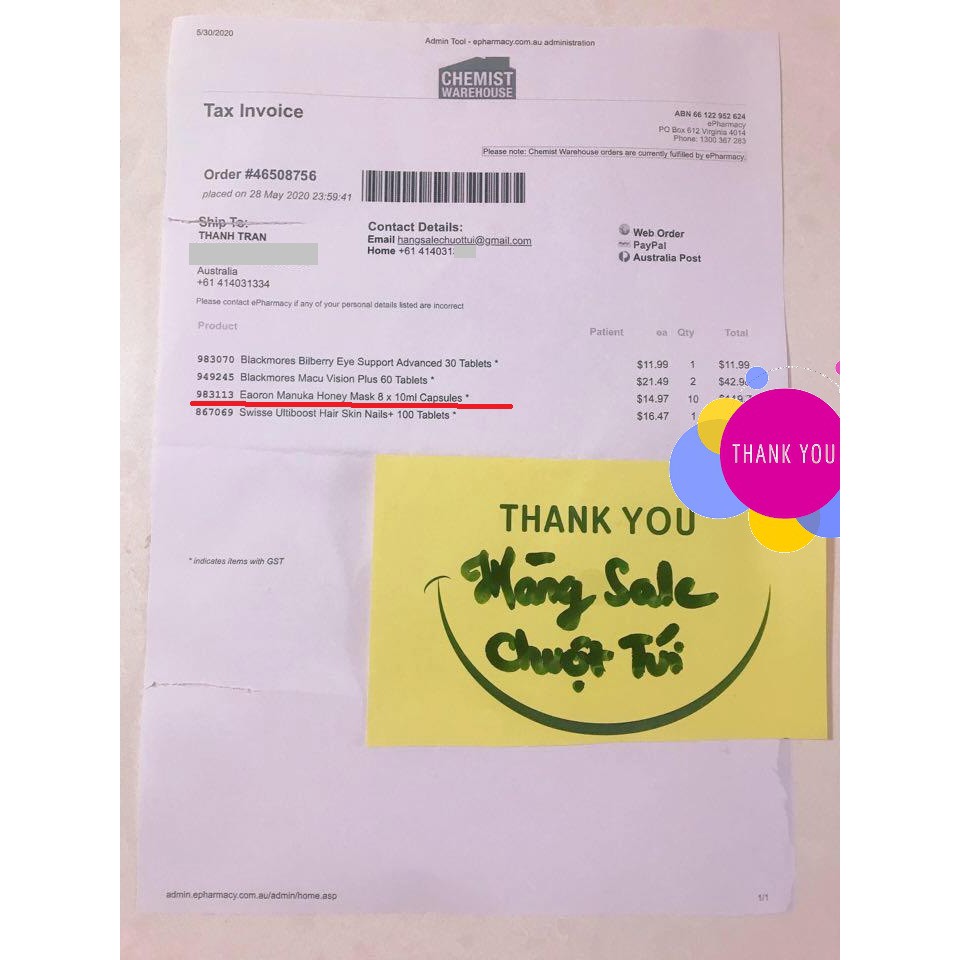 5/30/2020
Admin Tool - epharmacy.com.au administration
CHEMIST
WAREHOUSE
Tax Invoice
ABN 66 122 952 624
ePharmacy
PO Box 612 Virginia 4014
Phone: 1300 367 283
Please note: Chemist Warehouse orders are currently fulfilled by ePharmacy.
Order #46508756
placed on 28 May 2020 23:59:41
Ship To:
THANH TRAN
Australia
+61 414031334
Contact Details:
Email hangsalechuottui@gmail.com
Home +61 414031
Web Order
PayPal
Australia Post
Please contact ePharmacy if any of your personal details listed are incorrect
Product Patient ea Qty Total
983070 Blackmores Bilberry Eye Support Advanced 30 Tablets * $11.99 1 $11.99
949245 Blackmores Macu Vision Plus 60 Tablets * $21.49 2
983113 Eaoron Manuka Honey Mask 8 x 10ml Capsules * $14.97 10
867069 Swisse Ultiboost Hair Skin Nails+ 100 Tablets * $16.47 1
THANK YOU
* indicates items with GST
THANK YOU
Hàng Sale
Chuột Túi
admin.epharmacy.com.au/admin/home.asp
1/1